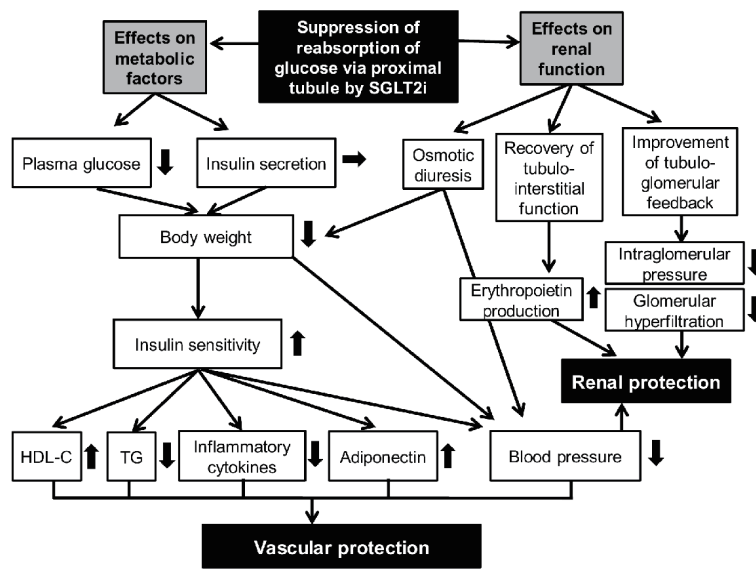 Effects on
metabolic
factors
Suppression of
reabsorption of
glucose via proximal
tubule by SGLT2i
Effects on
renal
function
Plasma glucose
Insulin secretion
Osmotic
diuresis
Recovery of
tubulo-
interstitial
function
Improvement
of tubulo-
glomerular
feedback
Body weight
Intraglomerular
pressure
Erythropoietin
production
Glomerular
hyperfiltration
Insulin sensitivity
Renal protection
HDL-C
TG
Inflammatory
cytokines
Adiponectin
Blood pressure
Vascular protection